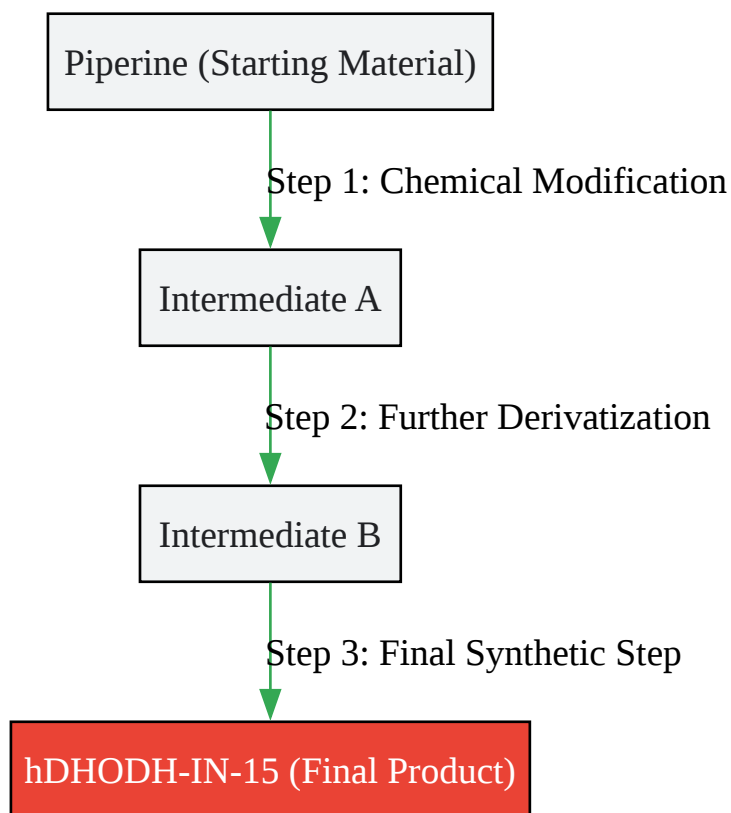 Piperine (Starting Material)
Step 1: Chemical Modification
Intermediate A
Step 2: Further Derivatization
Intermediate B
Step 3: Final Synthetic Step
hDHODH-IN-15 (Final Product)